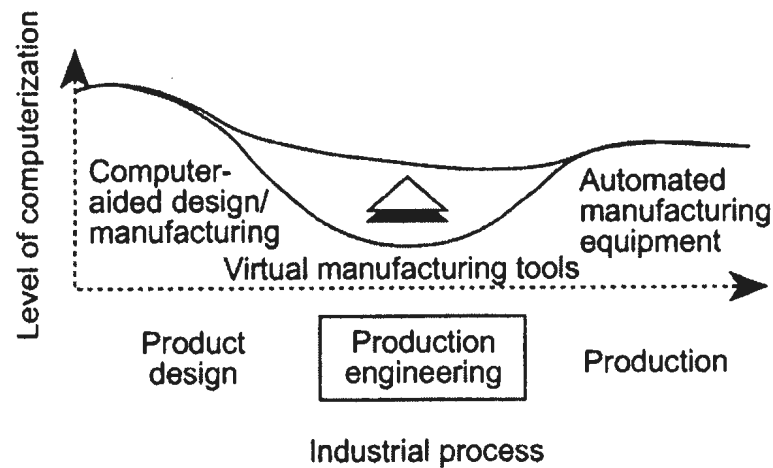 Level of computerization
Computer-
aided design/
manufacturing
Automated
manufacturing
equipment
Virtual manufacturing tools
Product
design
Production
engineering
Production
Industrial process